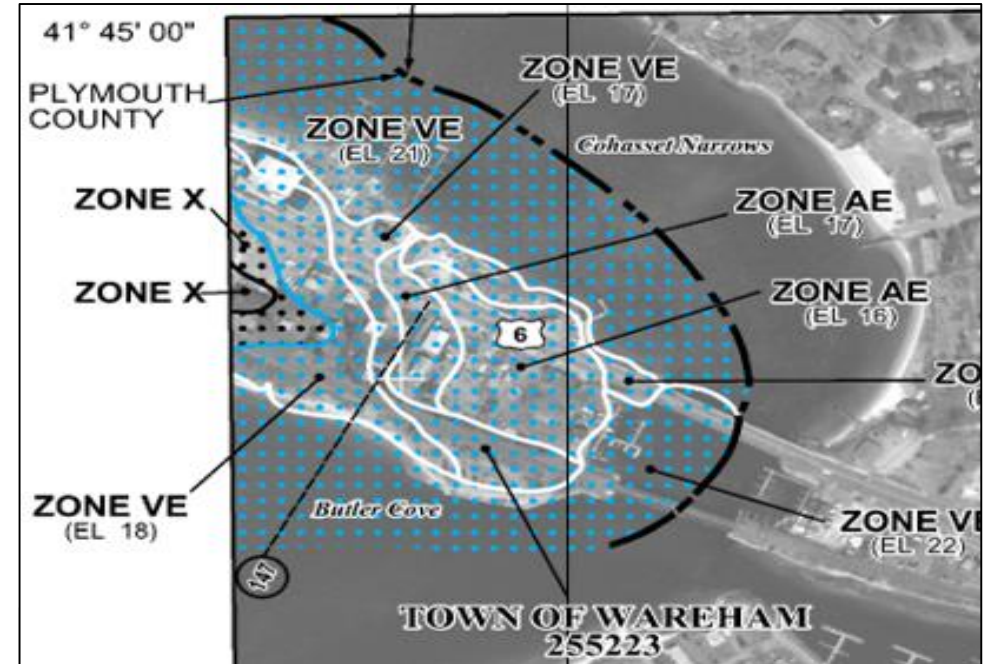 41° 45' 00"
PLYMOUTH
COUNTY
ZONE VE
(EL 17)
ZONE VE
(EL 21)
Cohasset Narrows
ZONE X
ZONE AE
(EL 17)
ZONE X
ZONE AE
(EL 16)
6
ZO
(
ZONE VE
(EL 18)
Butler Cove
ZONE VE
(EL 22)
147
TOWN OF WAREHAM
255223